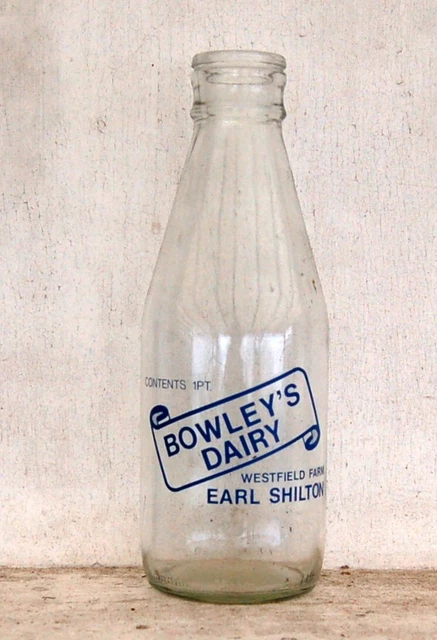 CONTENTS 1PT.
BOWLEY'S
DAIRY
WESTFIELD FARM
EARL SHILTON